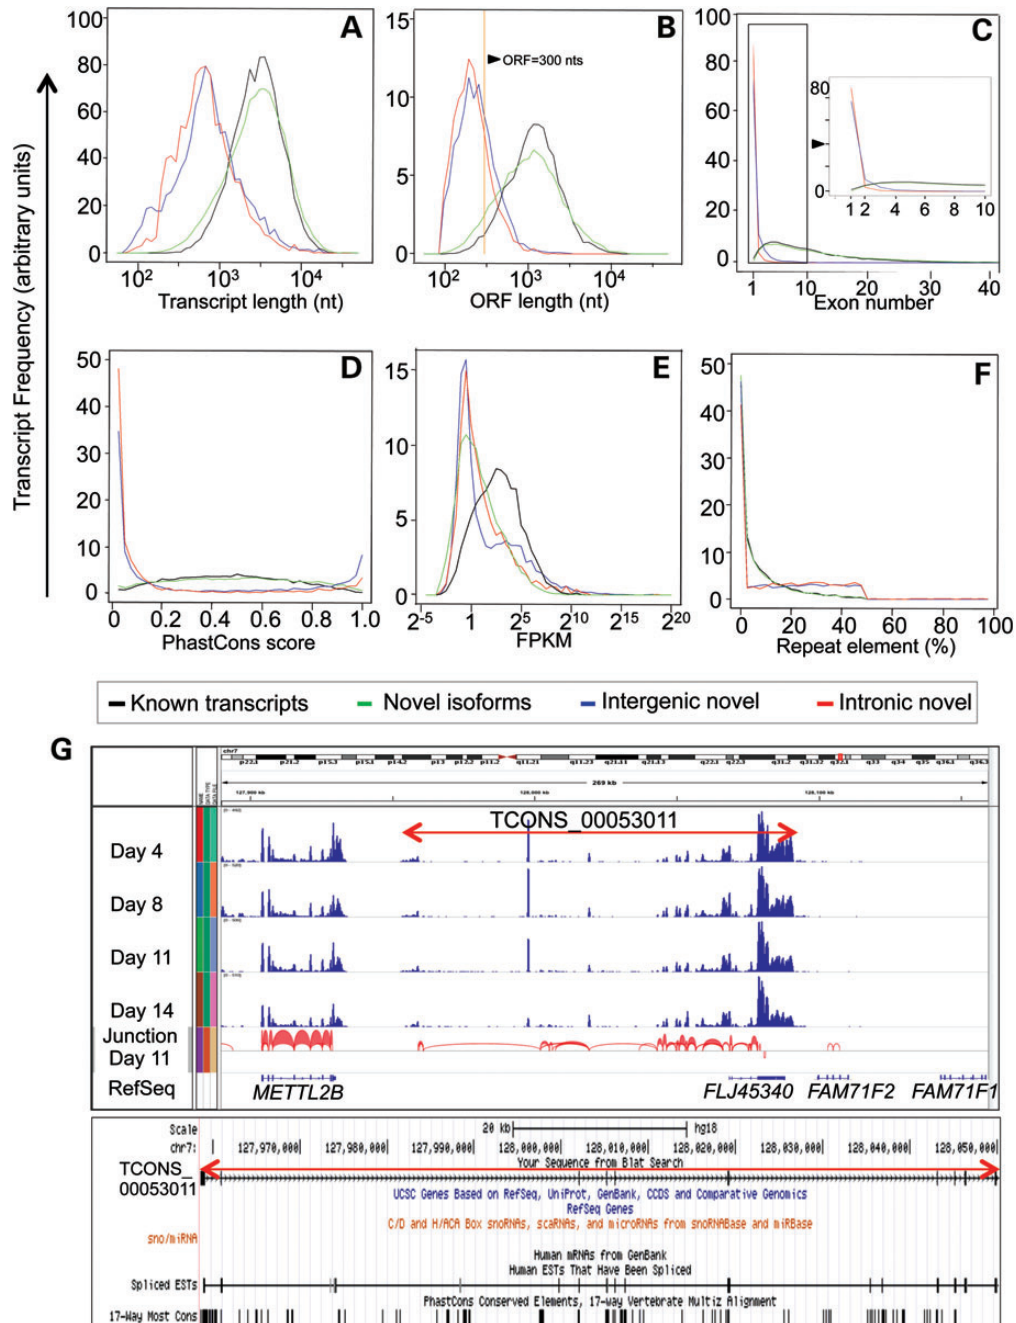 Transcript Frequency (arbitrary units)
A
100
80
60
40
20
0
10² 10³ 10⁴
Transcript length (nt)
B
15
10
5
0
ORF=300 nts
10² 10³ 10⁴
ORF length (nt)
C
100
80
60
40
20
0
80
0
1 2 4 6 8 10
1 10 20 30 40
Exon number
D
50
40
30
20
10
0
0 0.2 0.4 0.6 0.8 1.0
PhastCons score
E
15
10
5
0
2⁻⁵ 1 2⁵ 2¹⁰ 2¹⁵ 2²⁰
FPKM
F
50
40
30
20
10
0
0 20 40 60 80 100
Repeat element (%)
Known transcripts Novel isoforms Intergenic novel Intronic novel
G
chr7
269 kb
TCONS_00053011
Day 4
Day 8
Day 11
Day 14
Junction
Day 11
RefSeq METTL2B FLJ45340 FAM71F2 FAM71F1
Scale 20 kb hg18
chr7: 127,970,000 127,980,000 127,990,000 128,000,000 128,010,000 128,020,000 128,030,000 128,040,000 128,050,000
Your Sequence from Blat Search
TCONS_
00053011
UCSC Genes Based on RefSeq, UniProt, GenBank, CCDS and Comparative Genomics
RefSeq Genes
C/D and H/ACA Box snoRNAs, scaRNAs, and microRNAs from snoRNABase and miRBase
sno/miRNA
Human mRNAs from GenBank
Human ESTs That Have Been Spliced
Spliced ESTs
PhastCons Conserved Elements, 17-way Vertebrate Multiz Alignment
17-Way Most Cons